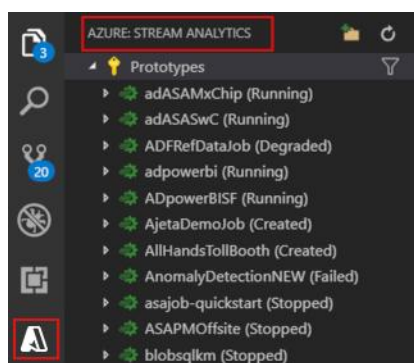 AZURE: STREAM ANALYTICS
3
Prototypes
adASAMxChip (Running)
adASASwC (Running)
ADFRefDataJob (Degraded)
20
adpowerbi (Running)
ADpowerBISF (Running)
AjetaDemoJob (Created)
AllHandsTollBooth (Created)
AnomalyDetectionNEW (Failed)
asajob-quickstart (Stopped)
ASAPMOffsite (Stopped)
blobsqlkm (Stopped)